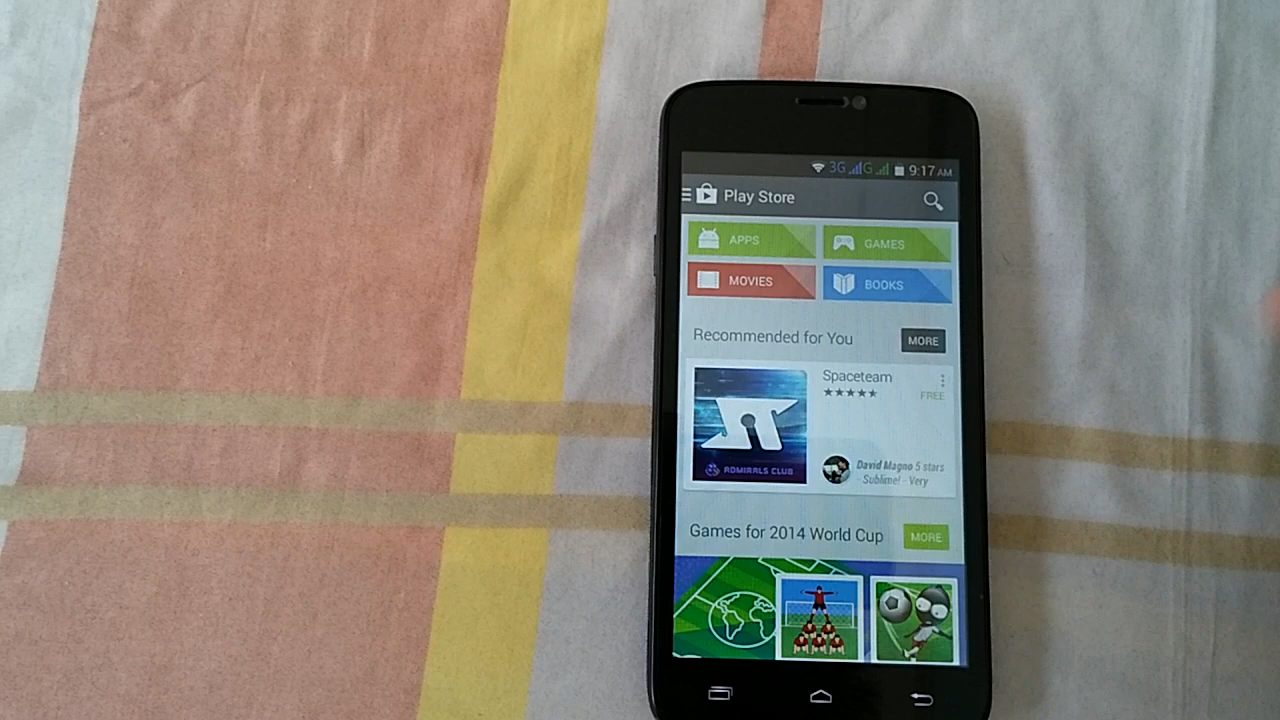 3G G 9:17 AM
Play Store
APPS GAMES
MOVIES BOOKS
Recommended for You MORE
Spaceteam
FREE
ADMIRALS CLUB
David Magno 5 stars
- Sublime! - Very
Games for 2014 World Cup MORE